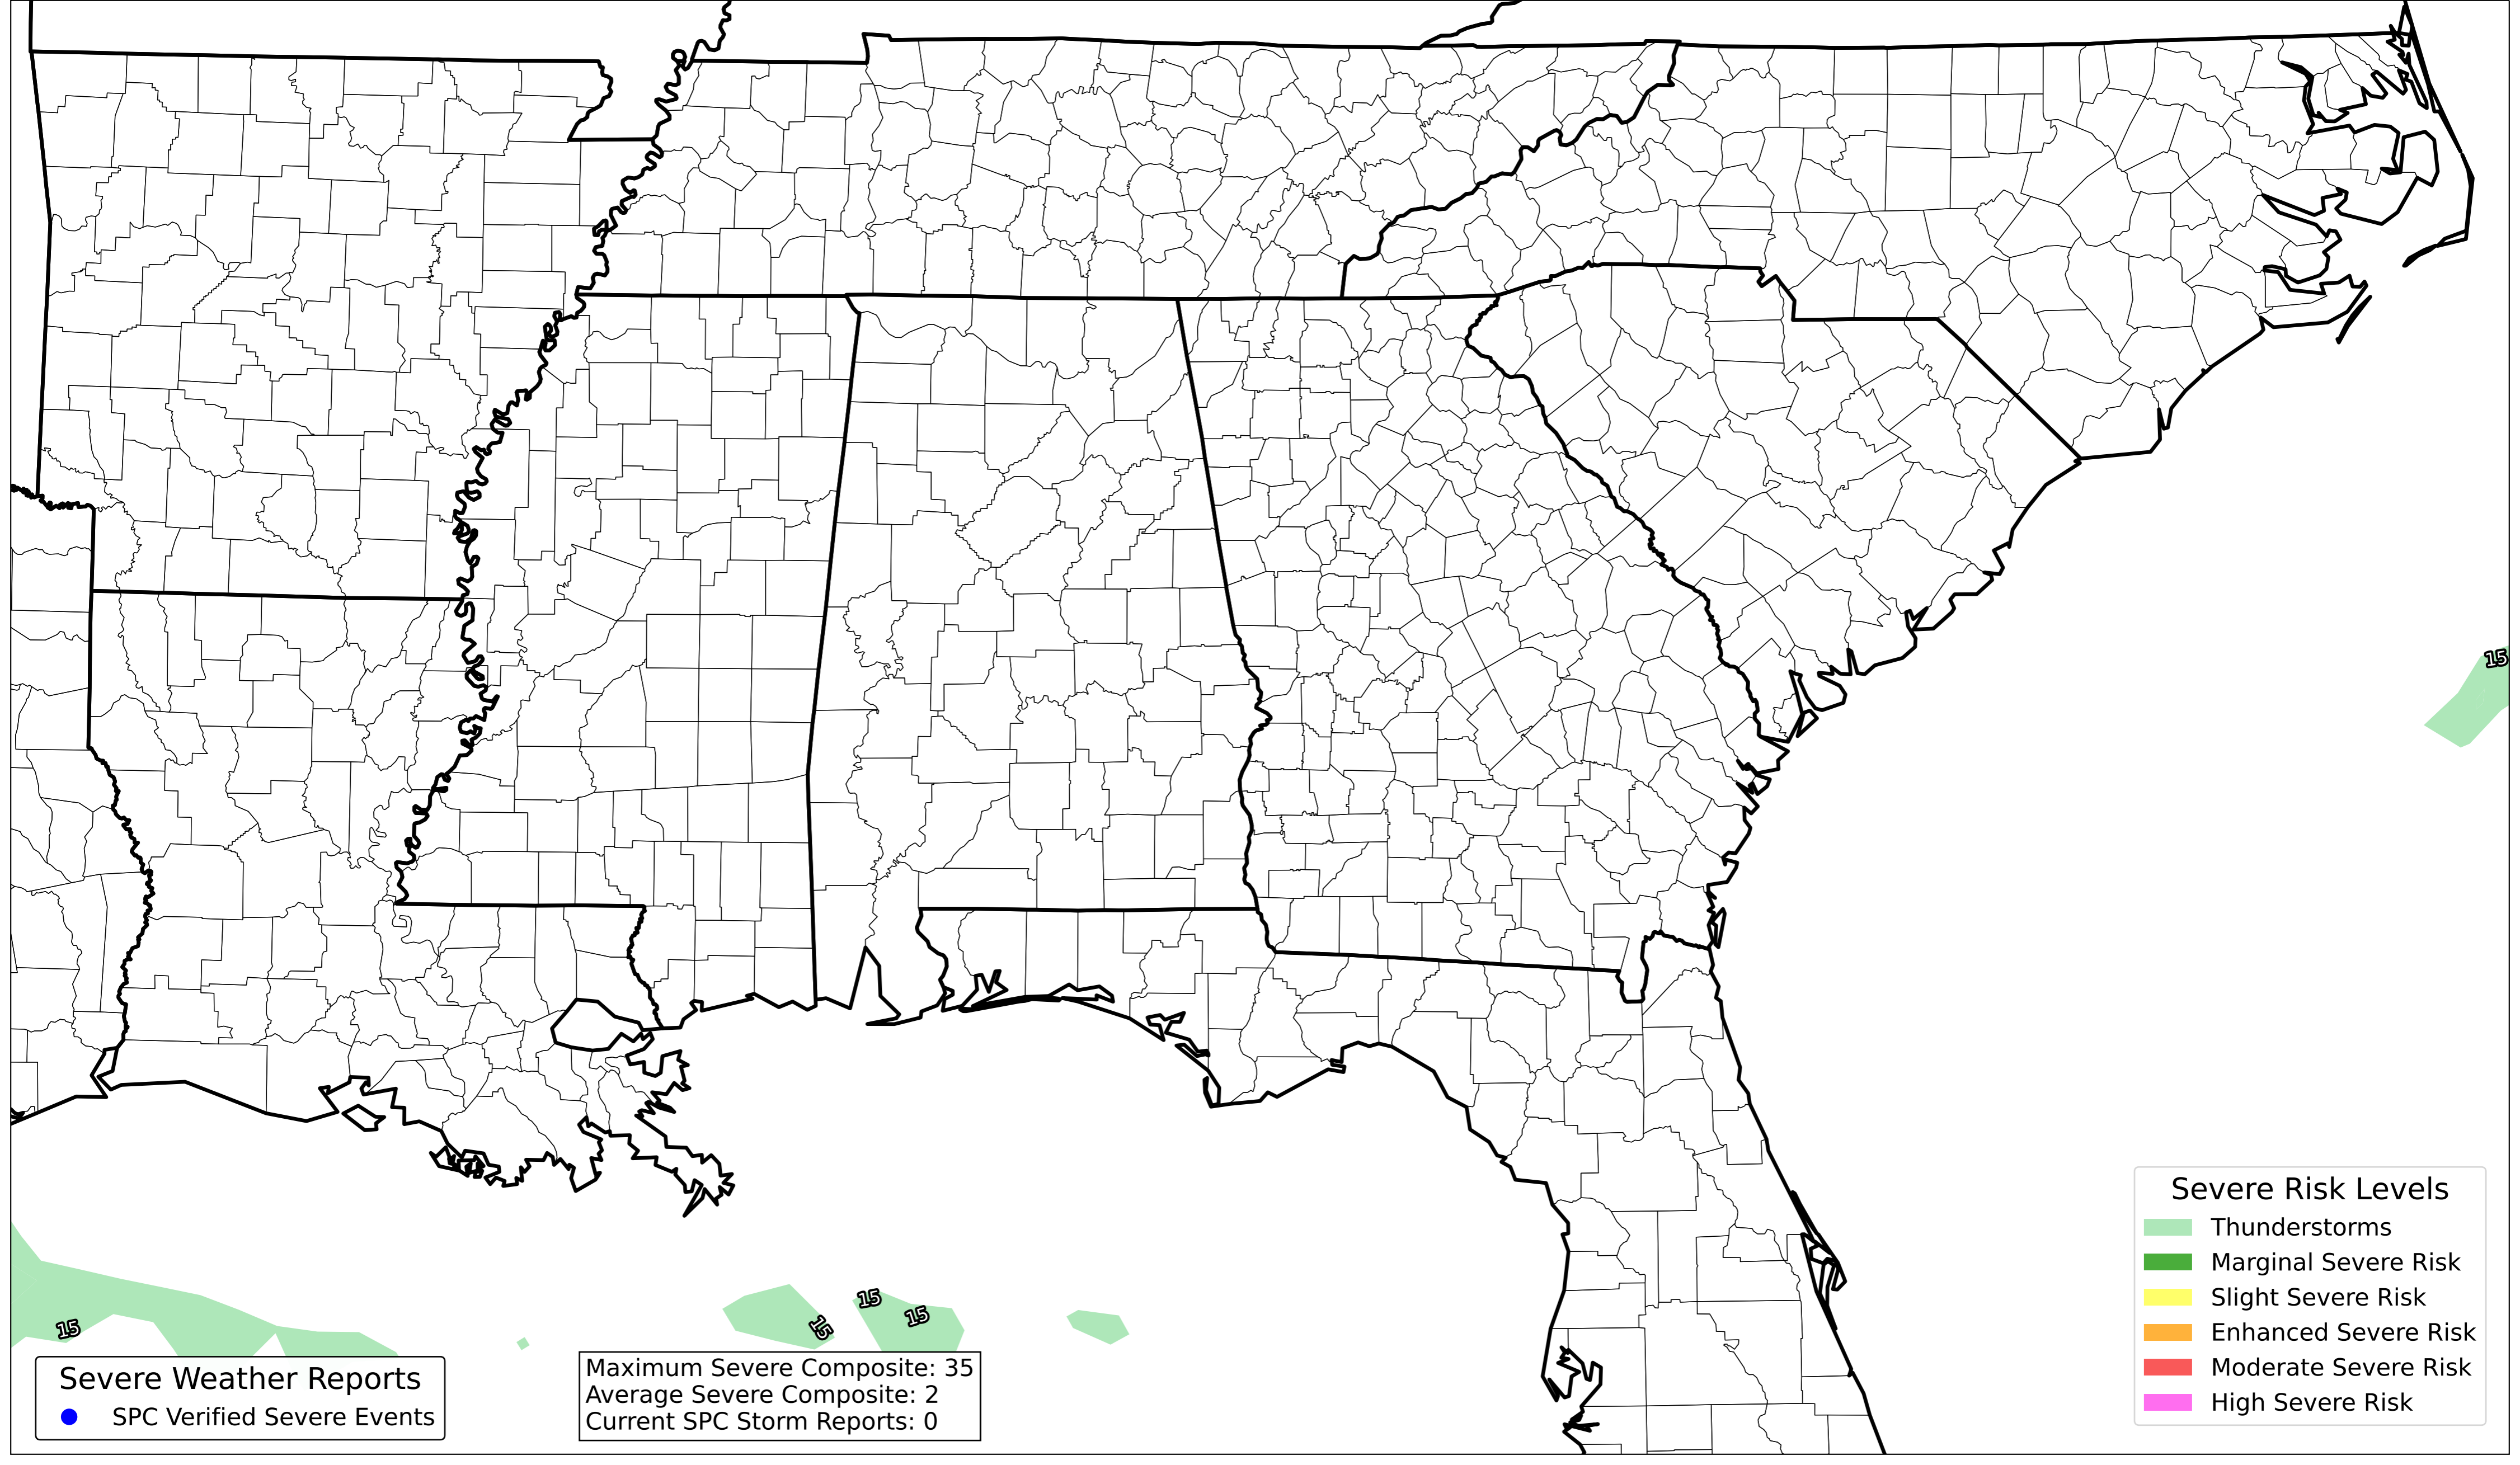 15
Severe Risk Levels
Thunderstorms
Marginal Severe Risk
Slight Severe Risk
Enhanced Severe Risk
Moderate Severe Risk
High Severe Risk
15
15
15
15
Severe Weather Reports
SPC Verified Severe Events
Maximum Severe Composite: 35
Average Severe Composite: 2
Current SPC Storm Reports: 0